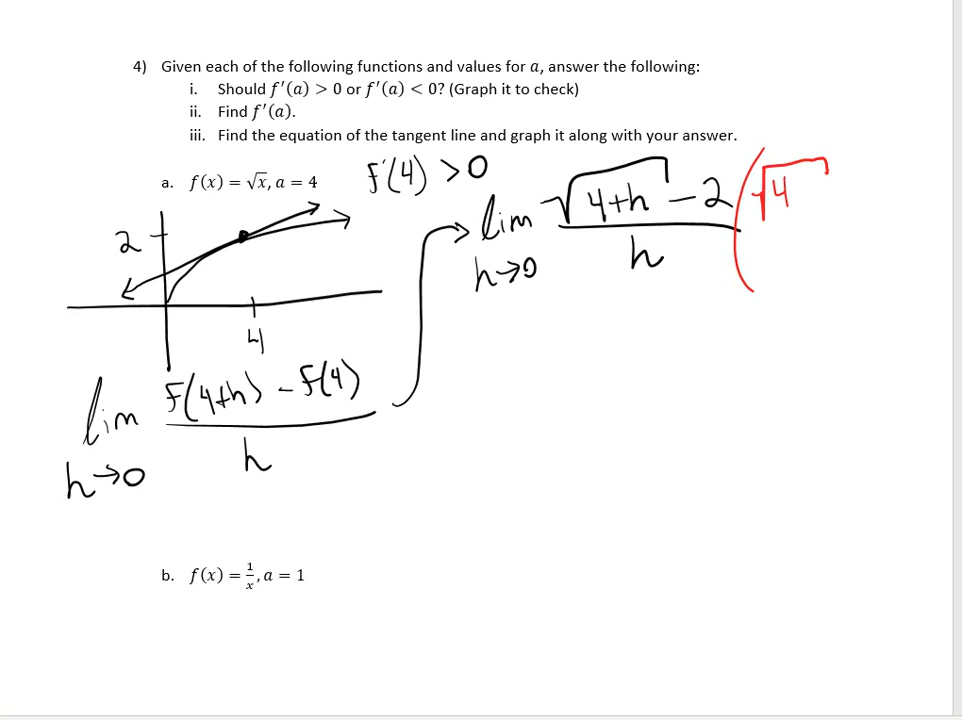 4) Given each of the following functions and values for a, answer the following:
i. Should f′(a) > 0 or f′(a) < 0? (Graph it to check)
ii. Find f′(a).
iii. Find the equation of the tangent line and graph it along with your answer.
a. f(x) = √x, a = 4
f'(4) >0
lim h→0 (√(4+h) - 2)/h (√4
2
4
lim h→0 (f(4+h) - f(4))/h
b. f(x) = 1/x, a = 1